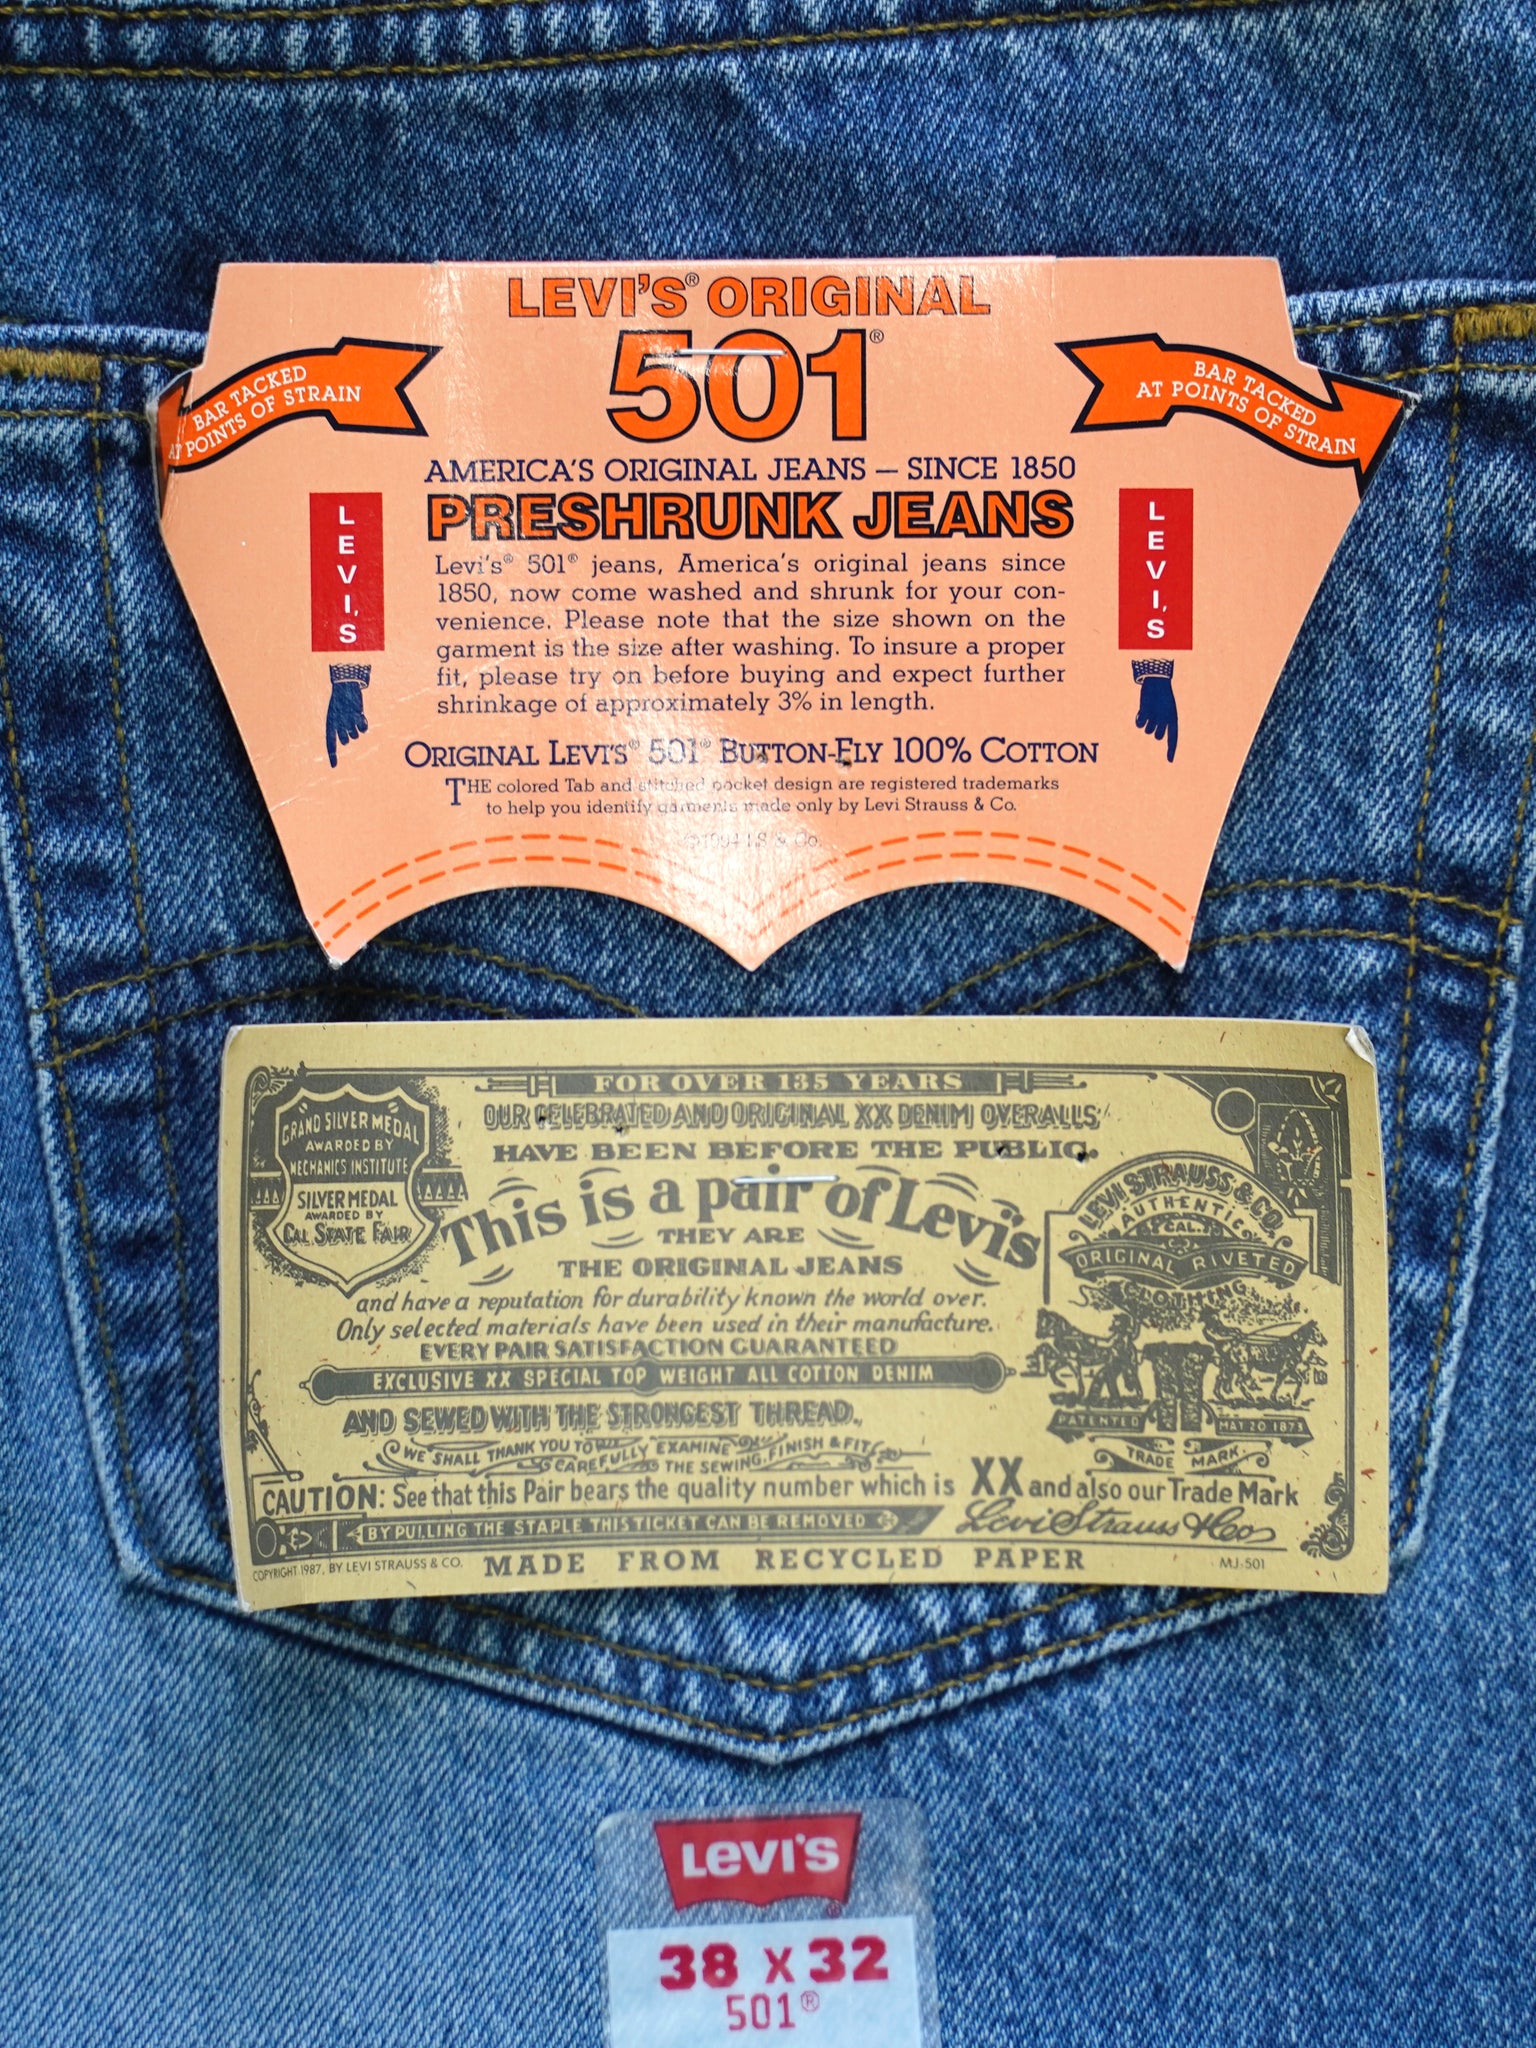 LEVI'S® ORIGINAL
501®
BAR TACKED
AT POINTS OF STRAIN
BAR TACKED
AT POINTS OF STRAIN
AMERICA'S ORIGINAL JEANS — SINCE 1850
PRESHRUNK JEANS
LEVI'S
LEVI'S
Levi's® 501® jeans, America's original jeans since
1850, now come washed and shrunk for your con-
venience. Please note that the size shown on the
garment is the size after washing. To insure a proper
fit, please try on before buying and expect further
shrinkage of approximately 3% in length.
ORIGINAL LEVI'S® 501® BUTTON-FLY 100% COTTON
THE colored Tab and stitched pocket design are registered trademarks
to help you identify garments made only by Levi Strauss & Co.
©1994 LS & Co.
FOR OVER 135 YEARS
OUR CELEBRATED AND ORIGINAL XX DENIM OVERALLS
HAVE BEEN BEFORE THE PUBLIC.
This is a pair of Levi's
THEY ARE
THE ORIGINAL JEANS
and have a reputation for durability known the world over.
Only selected materials have been used in their manufacture.
EVERY PAIR SATISFACTION GUARANTEED
EXCLUSIVE XX SPECIAL TOP WEIGHT ALL COTTON DENIM
AND SEWED WITH THE STRONGEST THREAD.
WE SHALL THANK YOU TO CAREFULLY EXAMINE THE SEWING, FINISH & FIT
CAUTION: See that this Pair bears the quality number which is XX and also our Trade Mark
BY PULLING THE STAPLE THIS TICKET CAN BE REMOVED
Levi Strauss & Co
COPYRIGHT 1987, BY LEVI STRAUSS & CO.
MADE FROM RECYCLED PAPER
MJ-501
GRAND SILVER MEDAL
AWARDED BY
MECHANICS INSTITUTE
SILVER MEDAL
AWARDED BY
CAL STATE FAIR
LEVI STRAUSS & CO.
AUTHENTIC
CAL.
ORIGINAL RIVETED
CLOTHING
PATENTED
MAY 20 1873
TRADE MARK
LEVI'S®
38 X 32
501®